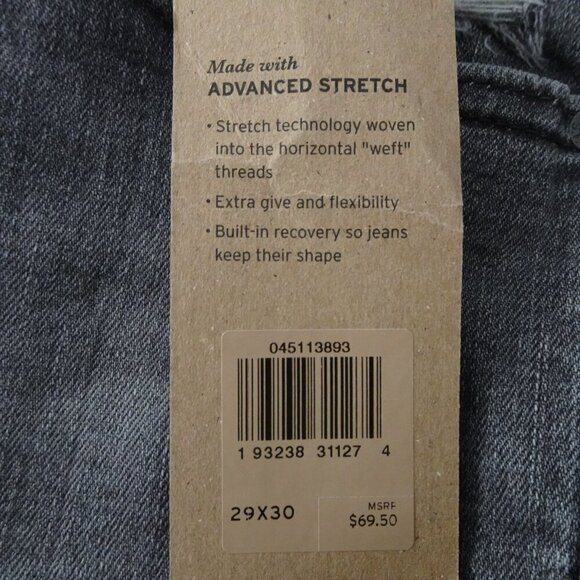 Made with
ADVANCED STRETCH
• Stretch technology woven
into the horizontal "weft"
threads
• Extra give and flexibility
• Built-in recovery so jeans
keep their shape
045113893
1 93238 31127 4
29X30
MSRP
$69.50